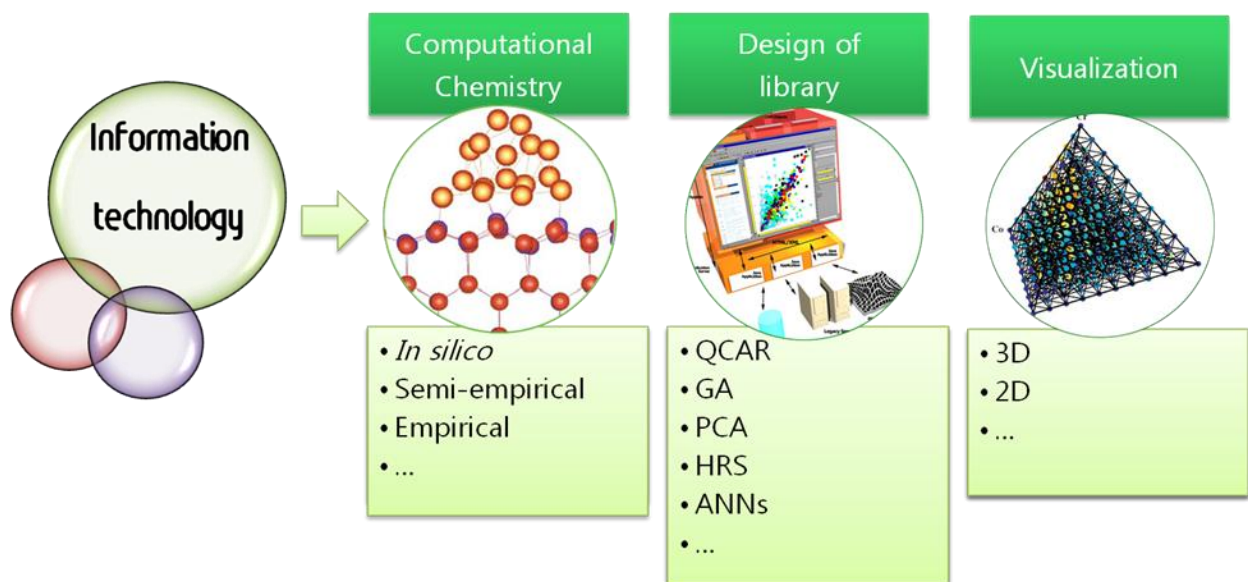 Information
technology
Computational
Chemistry
Design of
library
Visualization
Co
• In silico
• Semi-empirical
• Empirical
• ...
• QCAR
• GA
• PCA
• HRS
• ANNs
• ...
• 3D
• 2D
• ...